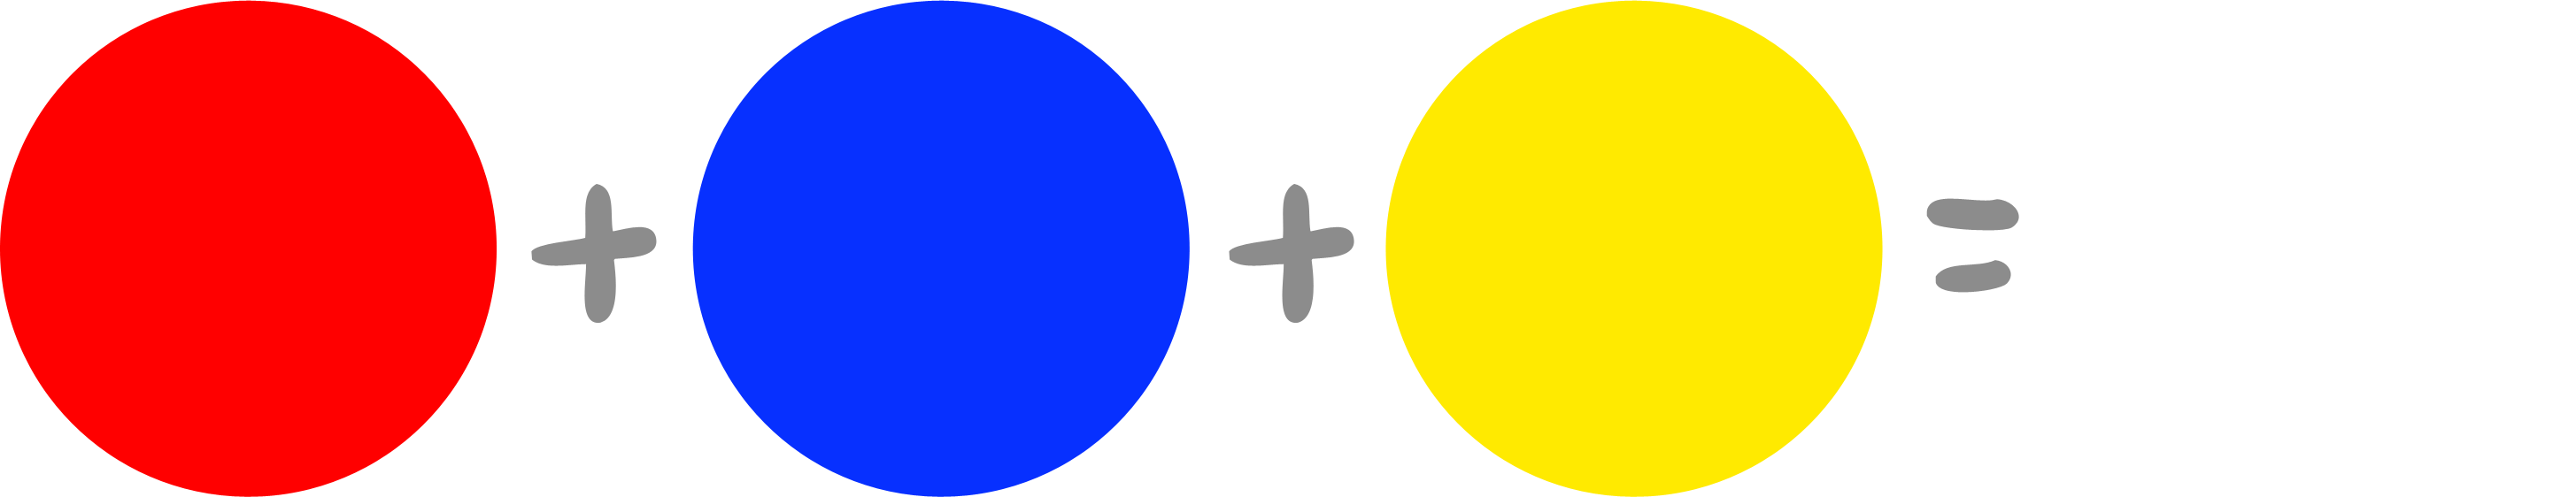 + + =